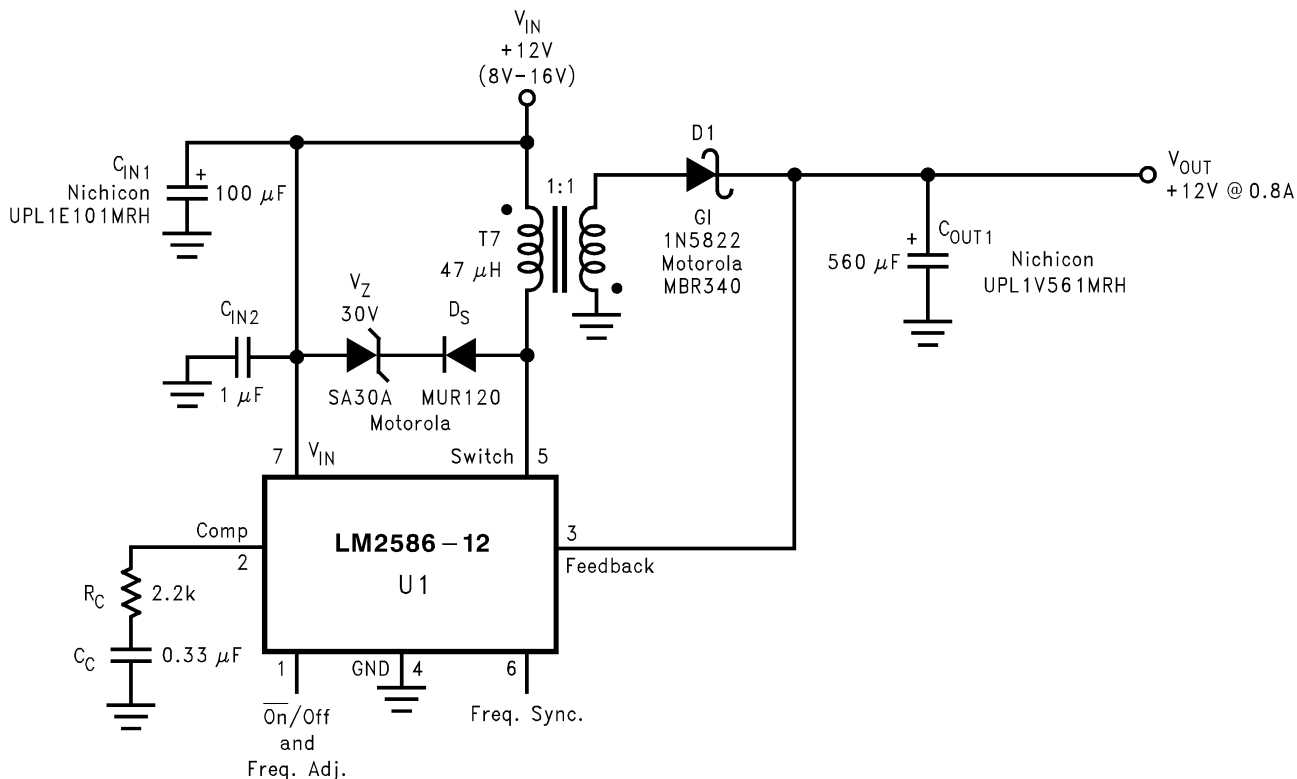 V_IN
+12V
(8V-16V)
C_IN1
Nichicon
UPL1E101MRH
+
100 μF
1:1
T7
47 μH
D1
GI
1N5822
Motorola
MBR340
V_OUT
+12V @ 0.8A
+
560 μF
C_OUT1
Nichicon
UPL1V561MRH
C_IN2
1 μF
V_Z
30V
D_S
SA30A
MUR120
Motorola
7
V_IN
Switch
5
Comp
2
LM2586-12
U1
3
Feedback
R_C
2.2k
C_C
0.33 μF
1
GND
4
6
O̅n̅/Off
and
Freq. Adj.
Freq. Sync.